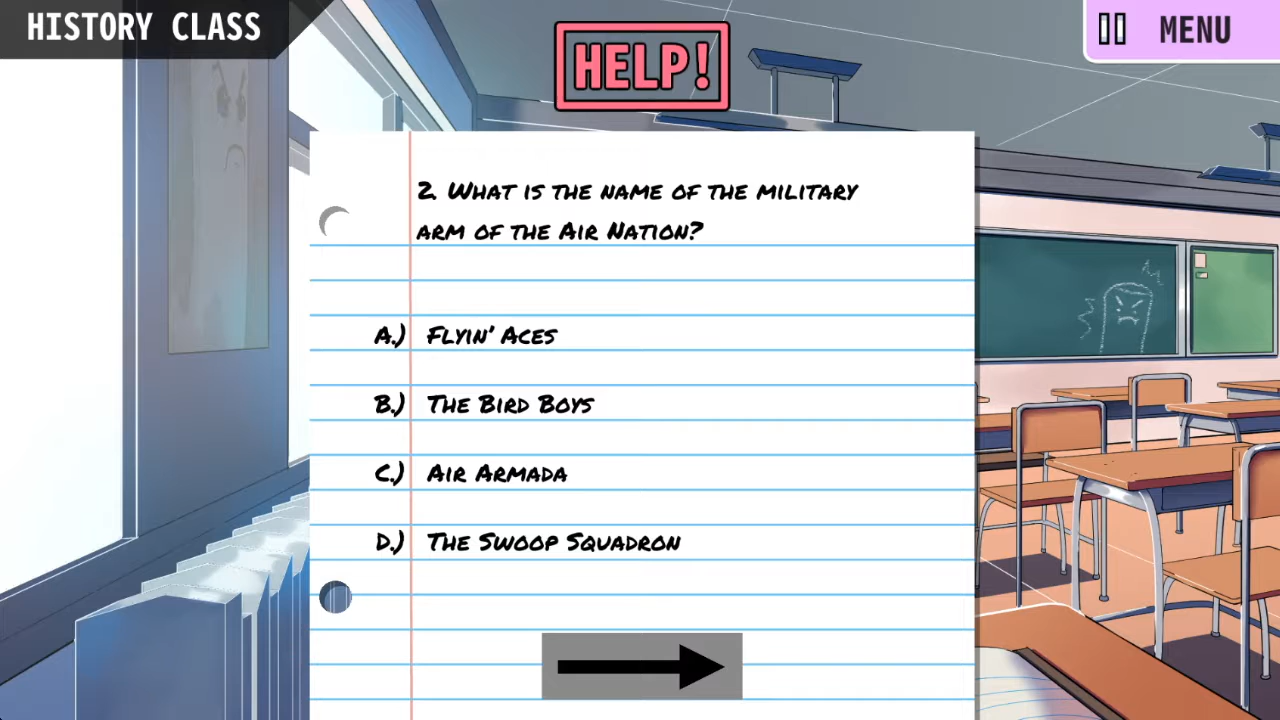 HISTORY CLASS
HELP!
MENU
2. What is the name of the military
arm of the Air Nation?
A.) Flyin' Aces
B.) The Bird Boys
C.) Air Armada
D.) The Swoop Squadron